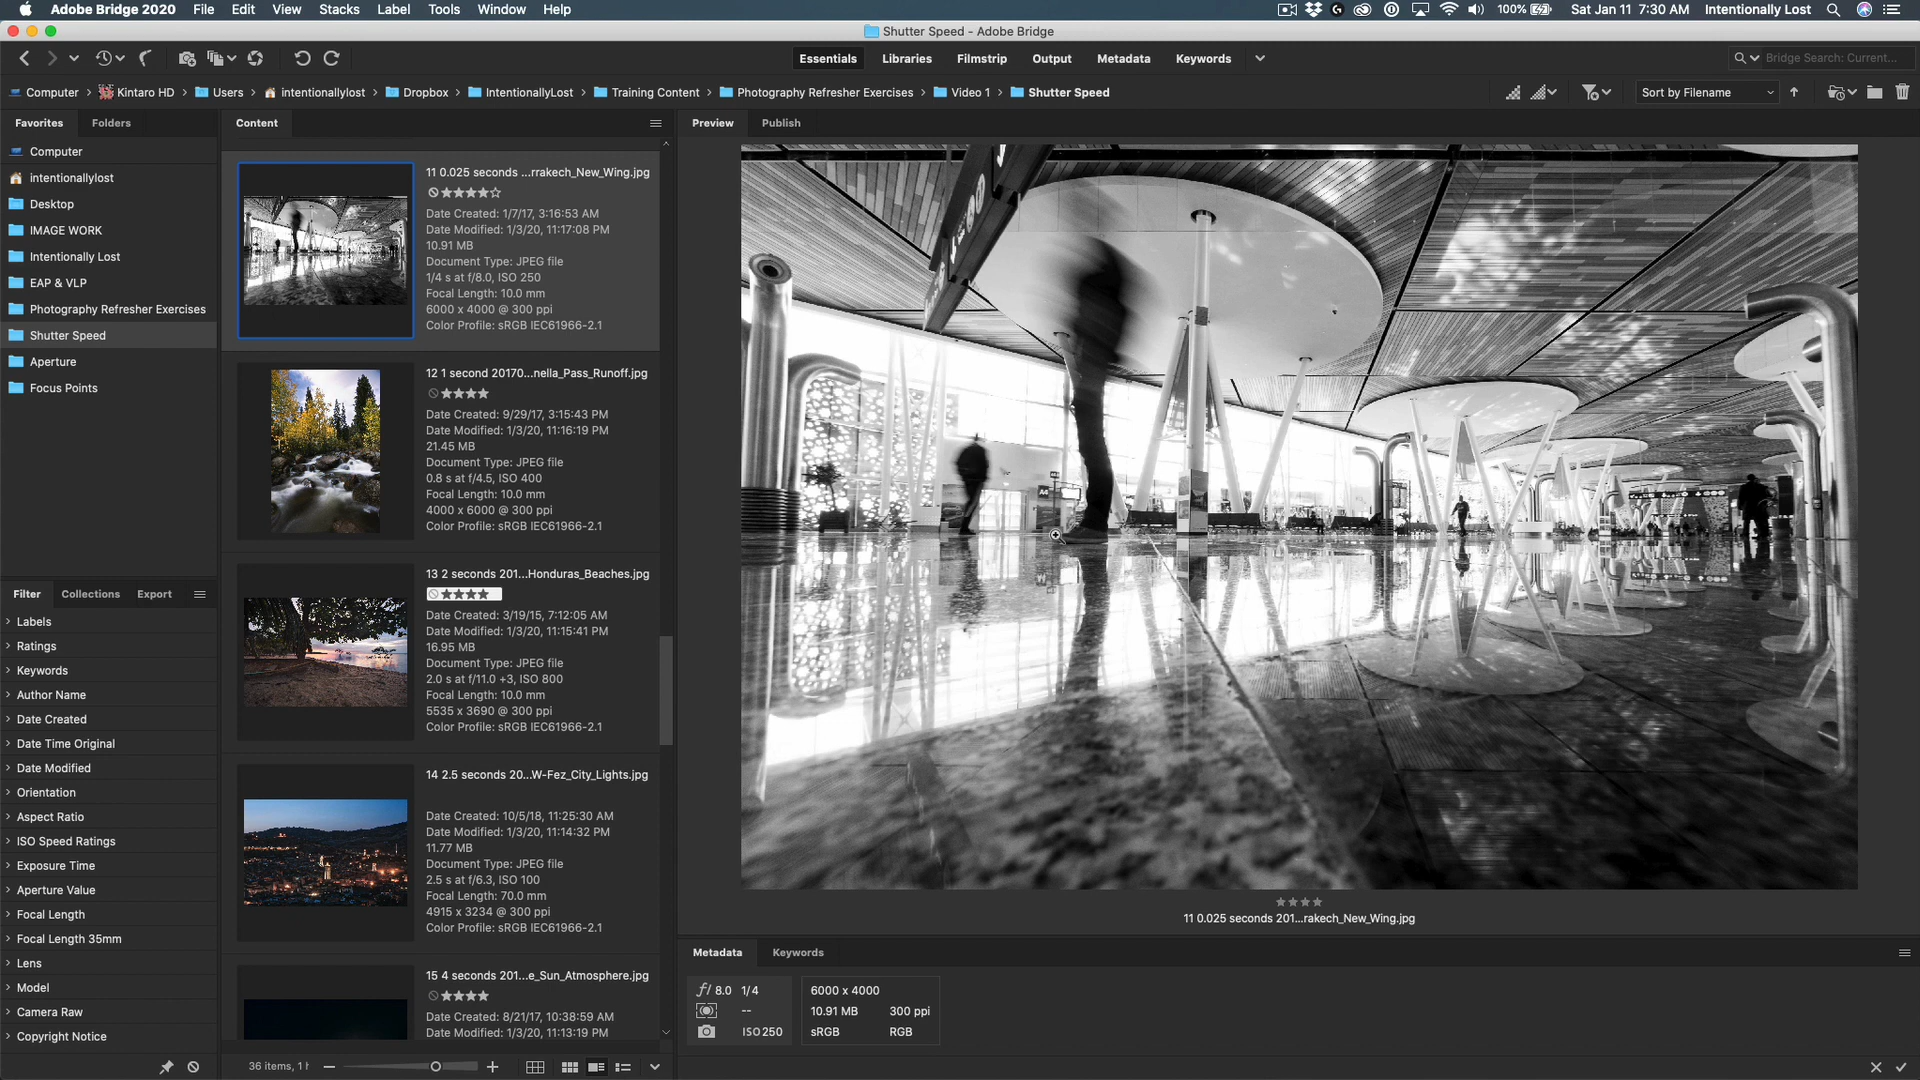 Adobe Bridge 2020 File Edit View Stacks Label Tools Window Help 100% Sat Jan 11 7:30 AM Intentionally Lost
Shutter Speed - Adobe Bridge
Essentials Libraries Filmstrip Output Metadata Keywords Bridge Search: Current...
Computer Kintaro HD Users intentionallylost Dropbox IntentionallyLost Training Content Photography Refresher Exercises Video 1 Shutter Speed Sort by Filename
Favorites Folders
Computer
intentionallylost
Desktop
IMAGE WORK
Intentionally Lost
EAP & VLP
Photography Refresher Exercises
Shutter Speed
Aperture
Focus Points
Filter Collections Export
Labels
Ratings
Keywords
Author Name
Date Created
Date Time Original
Date Modified
Orientation
Aspect Ratio
ISO Speed Ratings
Exposure Time
Aperture Value
Focal Length
Focal Length 35mm
Lens
Model
Camera Raw
Copyright Notice
Content
11 0.025 seconds ...rrakech_New_Wing.jpg
Date Created: 1/7/17, 3:16:53 AM
Date Modified: 1/3/20, 11:17:08 PM
10.91 MB
Document Type: JPEG file
1/4 s at f/8.0, ISO 250
Focal Length: 10.0 mm
6000 x 4000 @ 300 ppi
Color Profile: sRGB IEC61966-2.1
12 1 second 20170...nella_Pass_Runoff.jpg
Date Created: 9/29/17, 3:15:43 PM
Date Modified: 1/3/20, 11:16:19 PM
21.45 MB
Document Type: JPEG file
0.8 s at f/4.5, ISO 400
Focal Length: 10.0 mm
4000 x 6000 @ 300 ppi
Color Profile: sRGB IEC61966-2.1
13 2 seconds 201...Honduras_Beaches.jpg
Date Created: 3/19/15, 7:12:05 AM
Date Modified: 1/3/20, 11:15:41 PM
16.95 MB
Document Type: JPEG file
2.0 s at f/11.0 +3, ISO 800
Focal Length: 10.0 mm
5535 x 3690 @ 300 ppi
Color Profile: sRGB IEC61966-2.1
14 2.5 seconds 20...W-Fez_City_Lights.jpg
Date Created: 10/5/18, 11:25:30 AM
Date Modified: 1/3/20, 11:14:32 PM
11.77 MB
Document Type: JPEG file
2.5 s at f/6.3, ISO 100
Focal Length: 70.0 mm
4915 x 3234 @ 300 ppi
Color Profile: sRGB IEC61966-2.1
15 4 seconds 201...e_Sun_Atmosphere.jpg
Date Created: 8/21/17, 10:38:59 AM
Date Modified: 1/3/20, 11:13:19 PM
36 items, 1
Preview Publish
11 0.025 seconds 201...rakech_New_Wing.jpg
Metadata Keywords
f/ 8.0 1/4
--
ISO250
6000 x 4000
10.91 MB 300 ppi
sRGB RGB